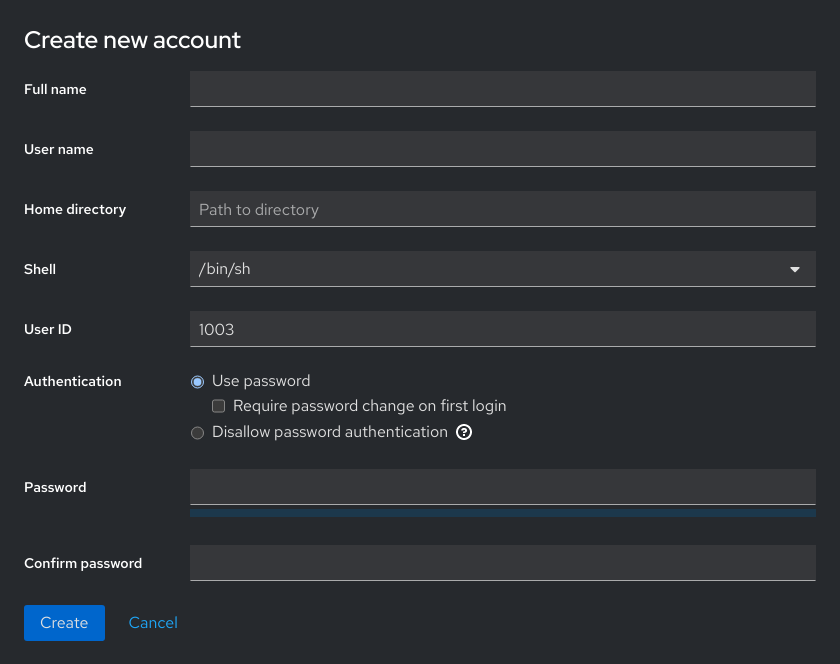 Create new account
Full name
User name
Home directory Path to directory
Shell /bin/sh
User ID 1003
Authentication Use password
Require password change on first login
Disallow password authentication ?
Password
Confirm password
Create Cancel